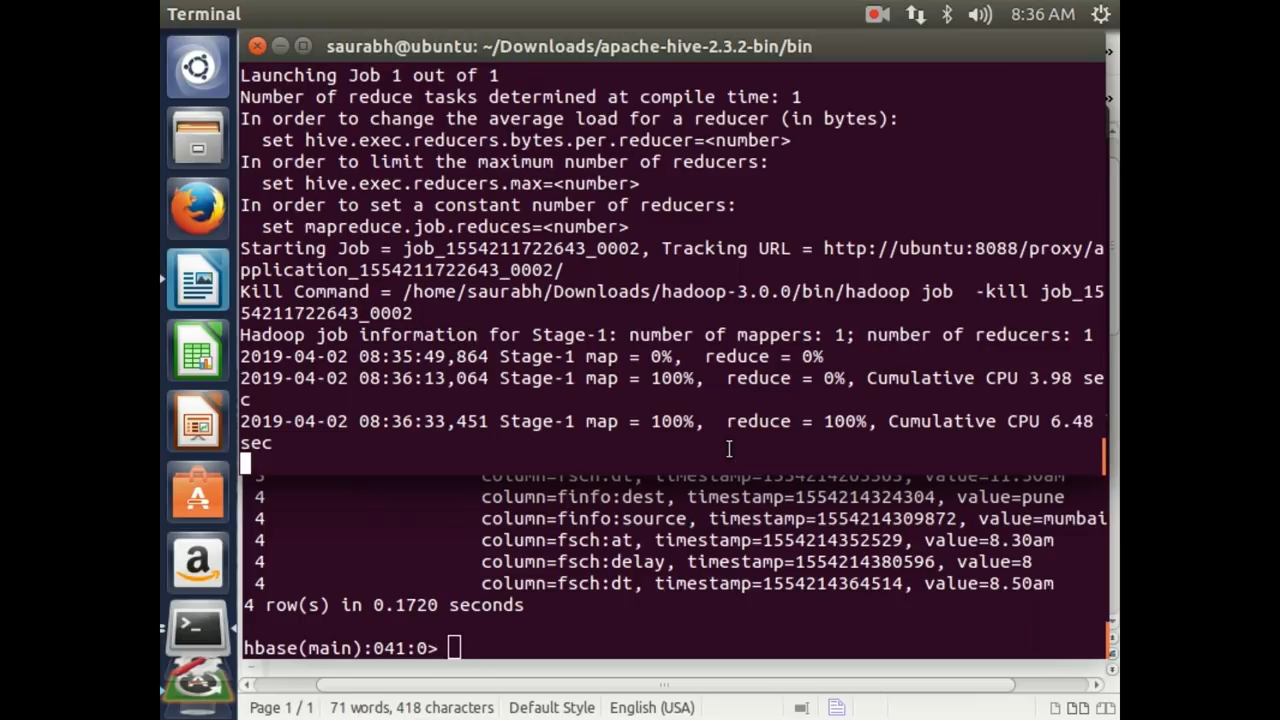 Terminal
8:36 AM
saurabh@ubuntu: ~/Downloads/apache-hive-2.3.2-bin/bin
Launching Job 1 out of 1
Number of reduce tasks determined at compile time: 1
In order to change the average load for a reducer (in bytes):
set hive.exec.reducers.bytes.per.reducer=<number>
In order to limit the maximum number of reducers:
set hive.exec.reducers.max=<number>
In order to set a constant number of reducers:
set mapreduce.job.reduces=<number>
Starting Job = job_1554211722643_0002, Tracking URL = http://ubuntu:8088/proxy/a
pplication_1554211722643_0002/
Kill Command = /home/saurabh/Downloads/hadoop-3.0.0/bin/hadoop job  -kill job_15
54211722643_0002
Hadoop job information for Stage-1: number of mappers: 1; number of reducers: 1
2019-04-02 08:35:49,864 Stage-1 map = 0%,  reduce = 0%
2019-04-02 08:36:13,064 Stage-1 map = 100%,  reduce = 0%, Cumulative CPU 3.98 se
c
2019-04-02 08:36:33,451 Stage-1 map = 100%,  reduce = 100%, Cumulative CPU 6.48
sec
column=fsch:dt, timestamp=1554214203363, value=11.30am
4 column=finfo:dest, timestamp=1554214324304, value=pune
4 column=finfo:source, timestamp=1554214309872, value=mumbai
4 column=fsch:at, timestamp=1554214352529, value=8.30am
4 column=fsch:delay, timestamp=1554214380596, value=8
4 column=fsch:dt, timestamp=1554214364514, value=8.50am
4 row(s) in 0.1720 seconds
hbase(main):041:0>
Page 1 / 1 71 words, 418 characters Default Style English (USA)